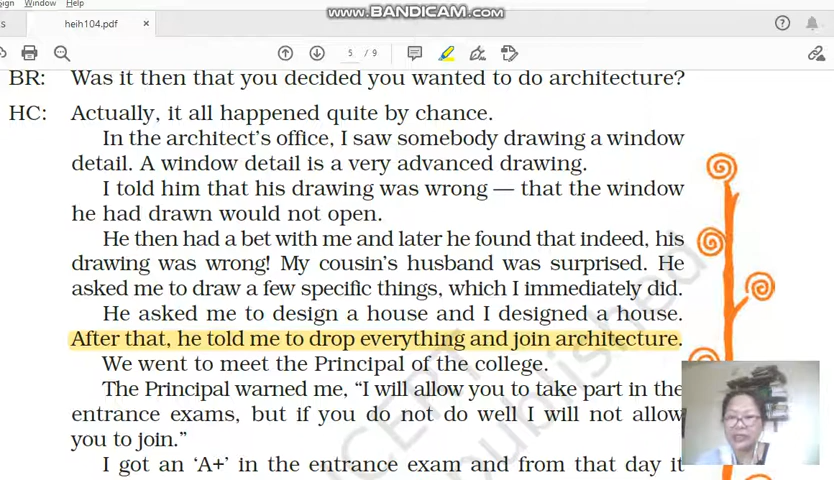 Sign Window Help
WWW.BANDICAM.COM
s heih104.pdf ×
5 / 9
BR: Was it then that you decided you wanted to do architecture?
HC: Actually, it all happened quite by chance.
In the architect's office, I saw somebody drawing a window
detail. A window detail is a very advanced drawing.
I told him that his drawing was wrong — that the window
he had drawn would not open.
He then had a bet with me and later he found that indeed, his
drawing was wrong! My cousin's husband was surprised. He
asked me to draw a few specific things, which I immediately did.
He asked me to design a house and I designed a house.
After that, he told me to drop everything and join architecture.
We went to meet the Principal of the college.
The Principal warned me, “I will allow you to take part in the
entrance exams, but if you do not do well I will not allow
you to join.”
I got an ‘A+’ in the entrance exam and from that day it